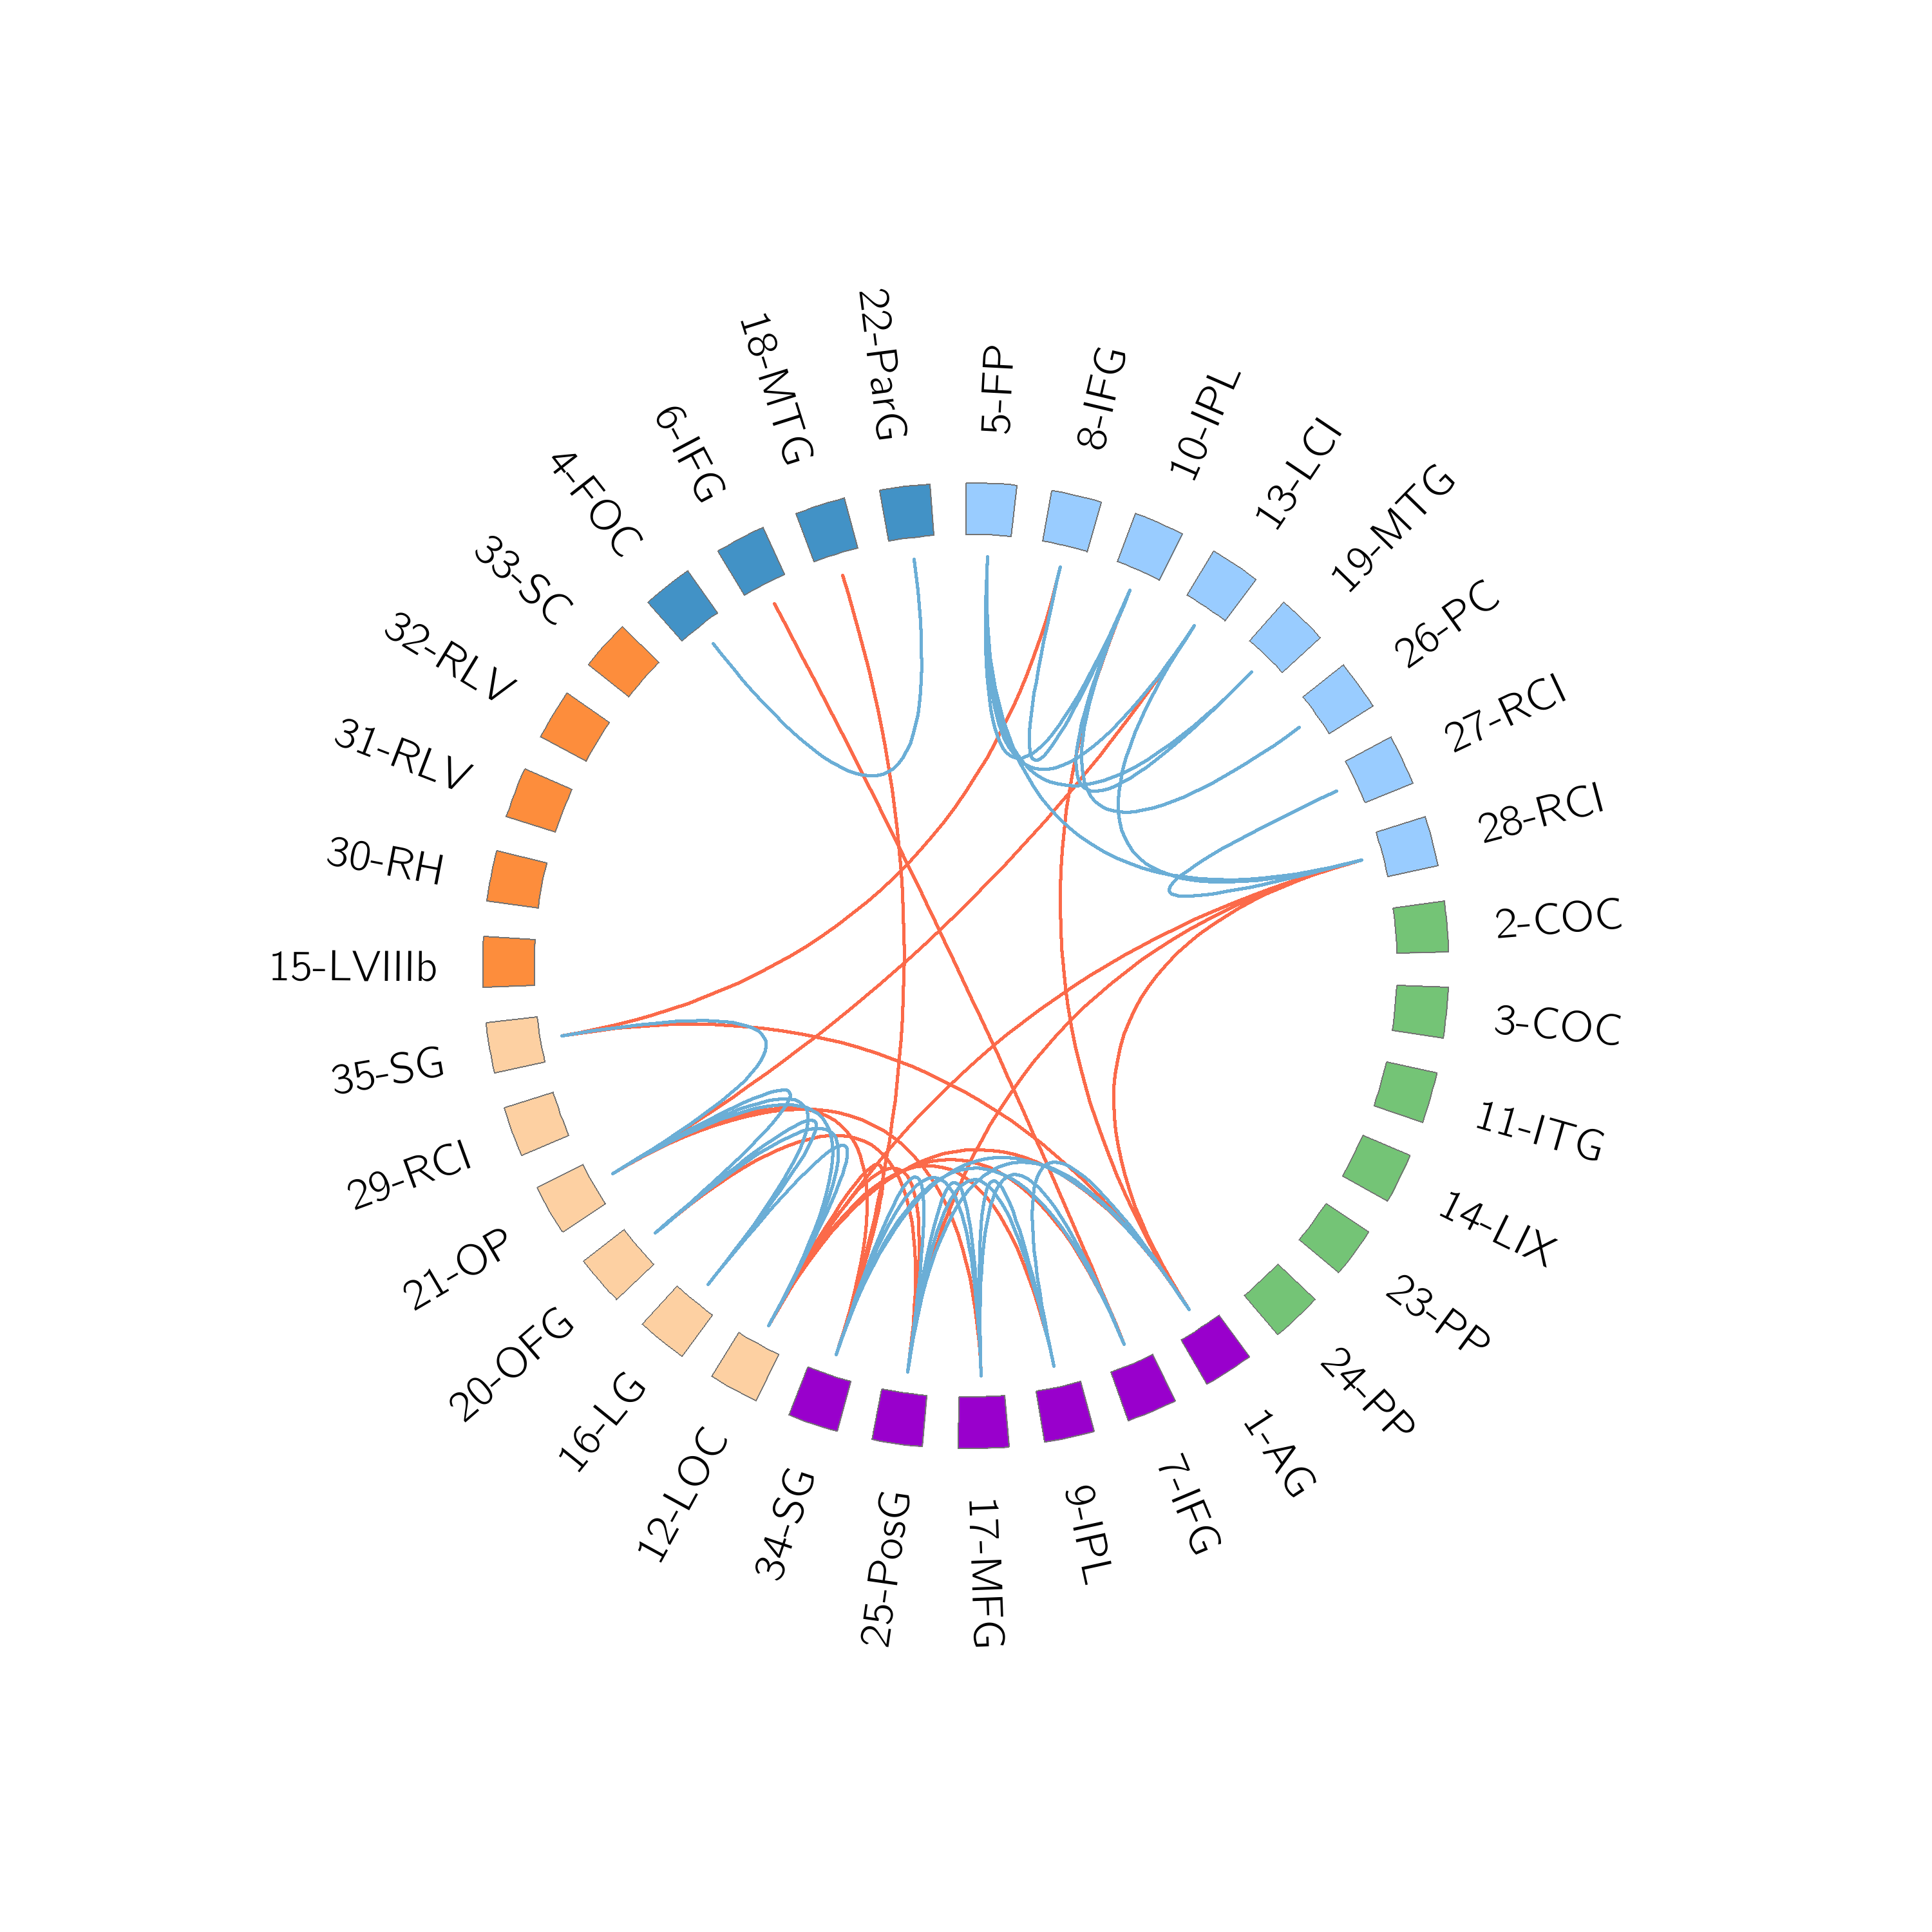 5-FP
8-IFG
10-IPL
13-LCI
19-MTG
26-PC
27-RCI
28-RCI
2-COC
3-COC
11-ITG
14-LIX
23-PP
24-PP
1-AG
7-IFG
9-IPL
17-MFG
25-PosG
34-SG
12-LOC
16-LG
20-OFG
21-OP
29-RCI
35-SG
15-LVIIIIb
30-RH
31-RLV
32-RLV
33-SC
4-FOC
6-IFG
18-MTG
22-ParG